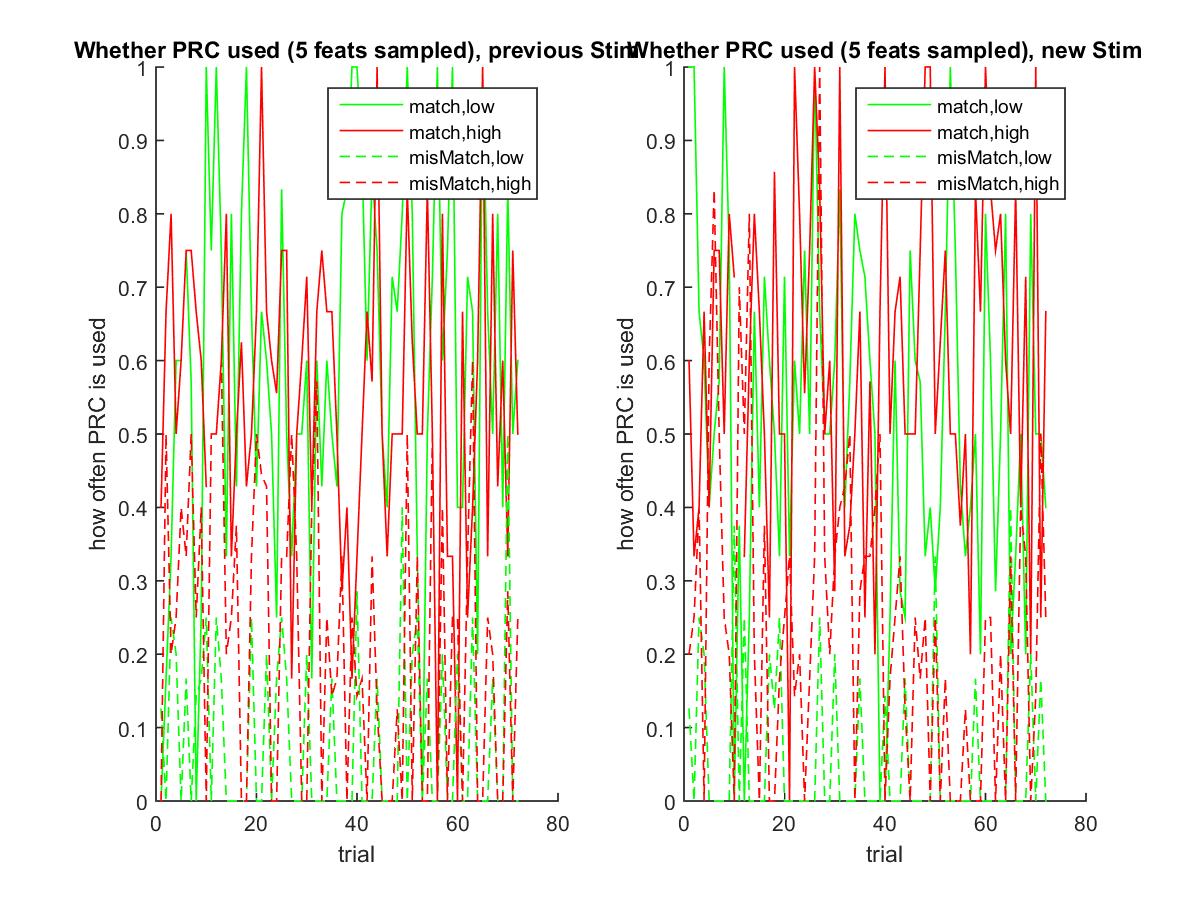 Whether PRC used (5 feats sampled), previous Stim
Whether PRC used (5 feats sampled), new Stim
how often PRC is used
1
0.9
0.8
0.7
0.6
0.5
0.4
0.3
0.2
0.1
0
0 20 40 60 80
trial
match,low
match,high
misMatch,low
misMatch,high
how often PRC is used
1
0.9
0.8
0.7
0.6
0.5
0.4
0.3
0.2
0.1
0
0 20 40 60 80
trial
match,low
match,high
misMatch,low
misMatch,high